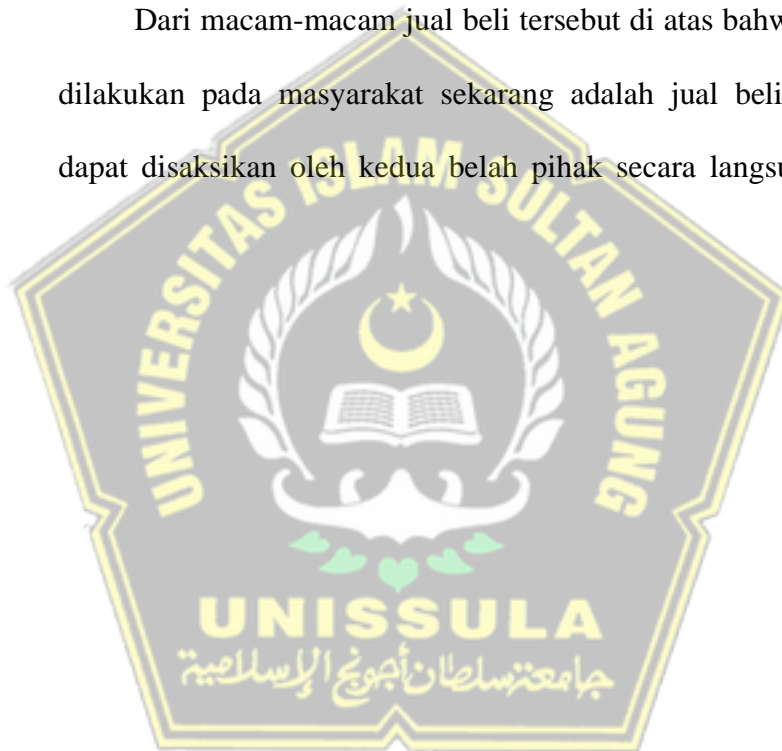 Dari macam-macam jual beli tersebut di atas bahw
dilakukan pada masyarakat sekarang adalah jual beli
dapat disaksikan oleh kedua belah pihak secara langsu
UNIVERSITAS ISLAM SULTAN AGUNG
UNISSULA
جامعة سلطان أجونج الإسلامية